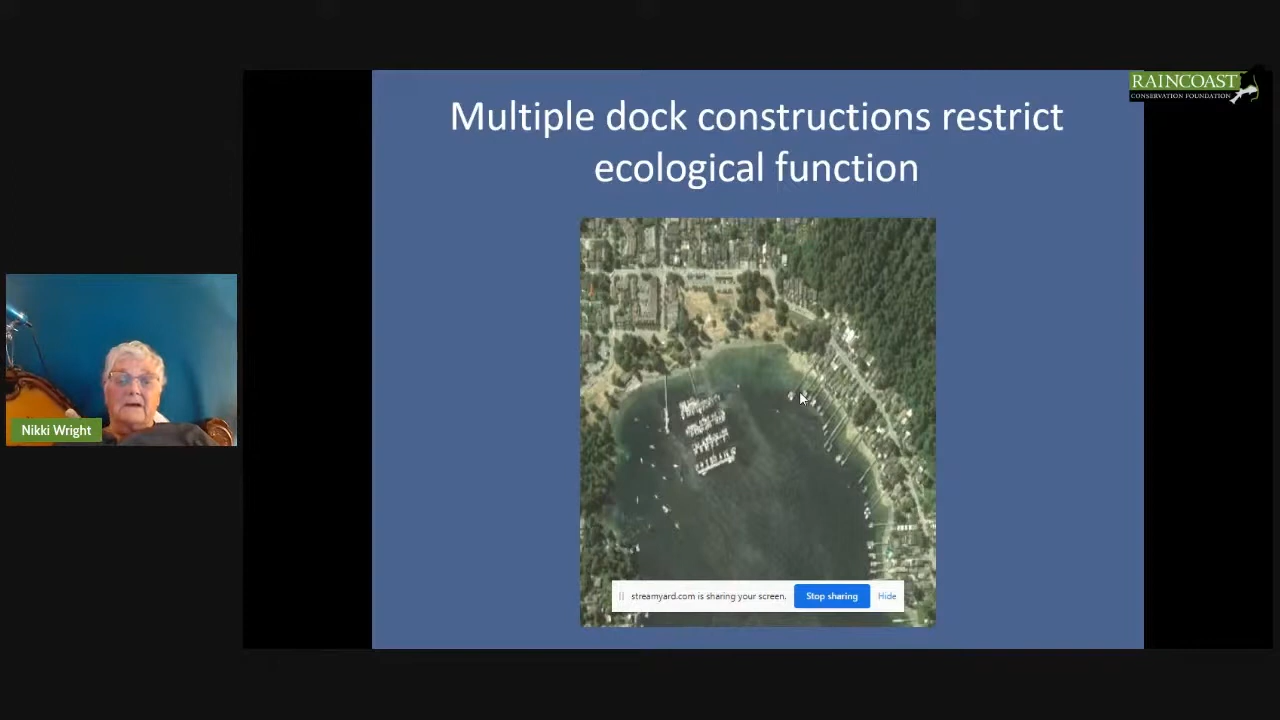 RAINCOAST
CONSERVATION FOUNDATION
Multiple dock constructions restrict
ecological function
Nikki Wright
streamyard.com is sharing your screen.
Stop sharing
Hide